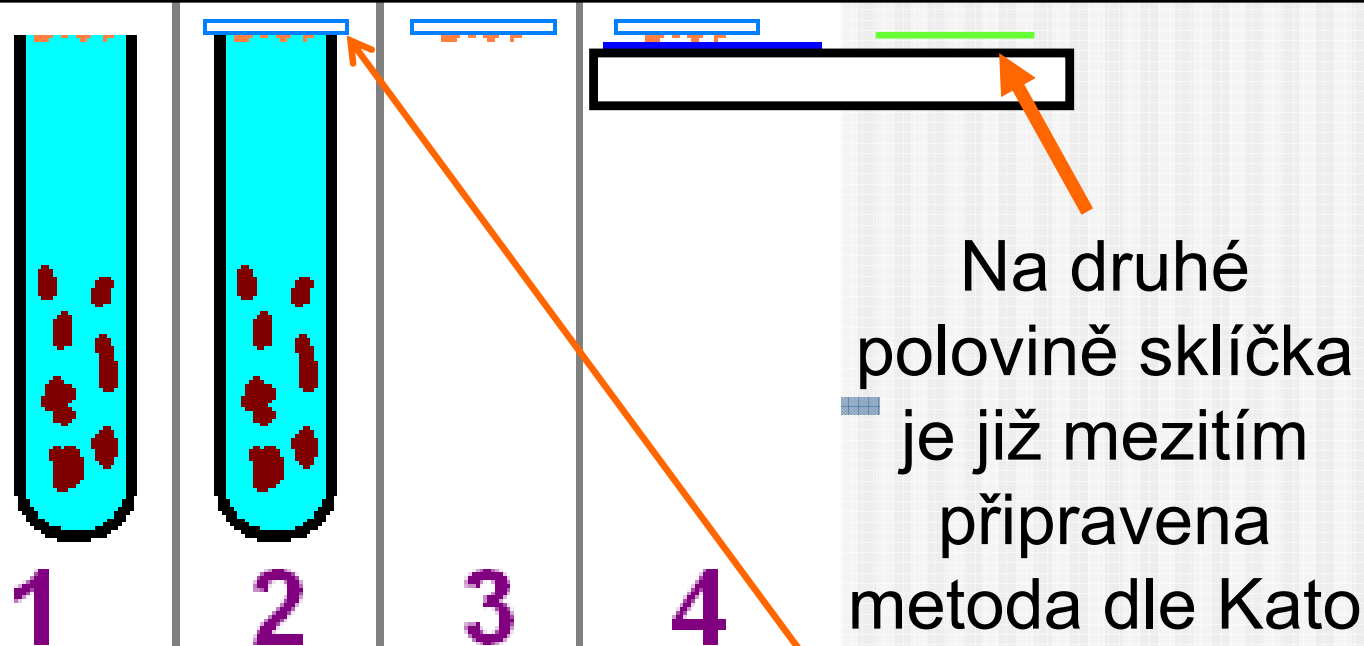 Na druhé
polovině sklíčka
je již mezitím
připravena
metoda dle Kato
1 2 3 4